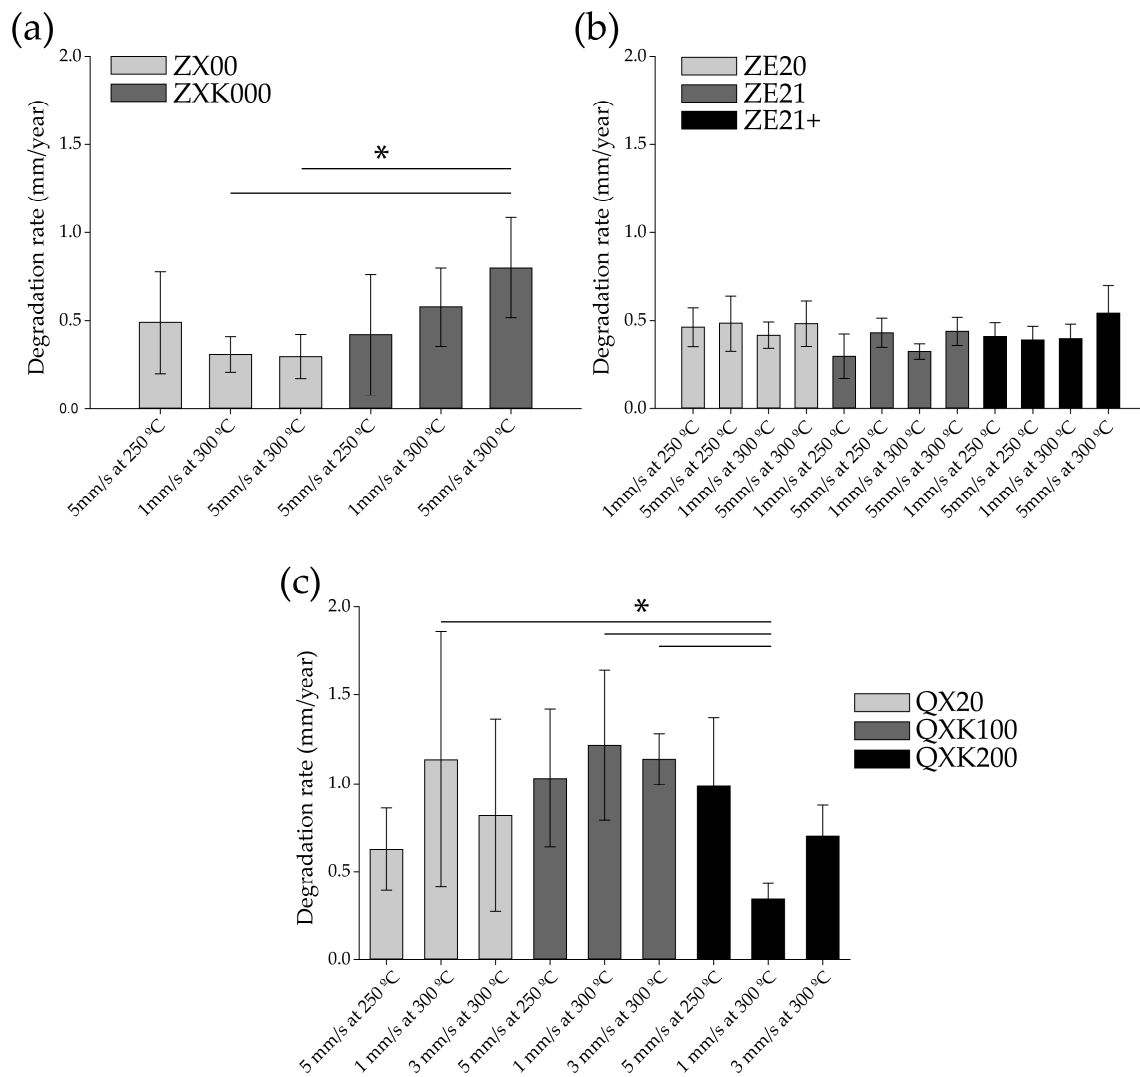 (a)
2.0
1.5
1.0
0.5
0.0
Degradation rate (mm/year)
ZX00
ZXK000
*
5mm/s at 250 ºC
1mm/s at 300 ºC
5mm/s at 300 ºC
5mm/s at 250 ºC
1mm/s at 300 ºC
5mm/s at 300 ºC
(b)
2.0
1.5
1.0
0.5
0.0
Degradation rate (mm/year)
ZE20
ZE21
ZE21+
1mm/s at 250 ºC
5mm/s at 250 ºC
1mm/s at 300 ºC
5mm/s at 300 ºC
1mm/s at 250 ºC
5mm/s at 250 ºC
1mm/s at 300 ºC
5mm/s at 300 ºC
1mm/s at 250 ºC
5mm/s at 250 ºC
1mm/s at 300 ºC
5mm/s at 300 ºC
(c)
2.0
1.5
1.0
0.5
0.0
Degradation rate (mm/year)
*
QX20
QXK100
QXK200
5 mm/s at 250 ºC
1 mm/s at 300 ºC
3 mm/s at 300 ºC
5 mm/s at 250 ºC
1 mm/s at 300 ºC
3 mm/s at 300 ºC
5 mm/s at 250 ºC
1 mm/s at 300 ºC
3 mm/s at 300 ºC